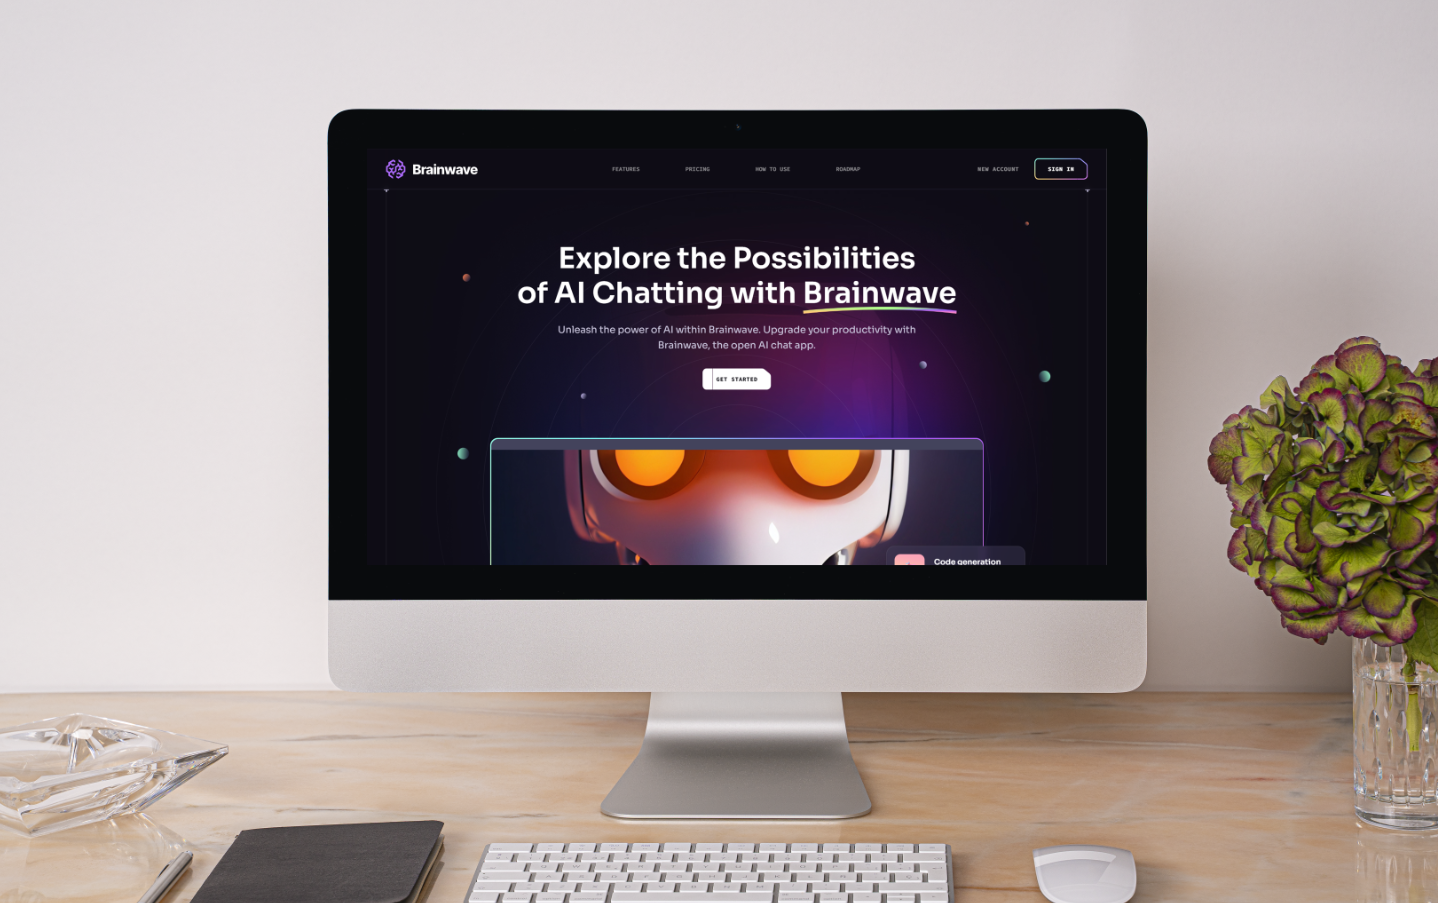 Brainwave
FEATURES
PRICING
HOW TO USE
ROADMAP
NEW ACCOUNT
SIGN IN
Explore the Possibilities
of AI Chatting with Brainwave
Unleash the power of AI within Brainwave. Upgrade your productivity with
Brainwave, the open AI chat app.
GET STARTED
Code generation